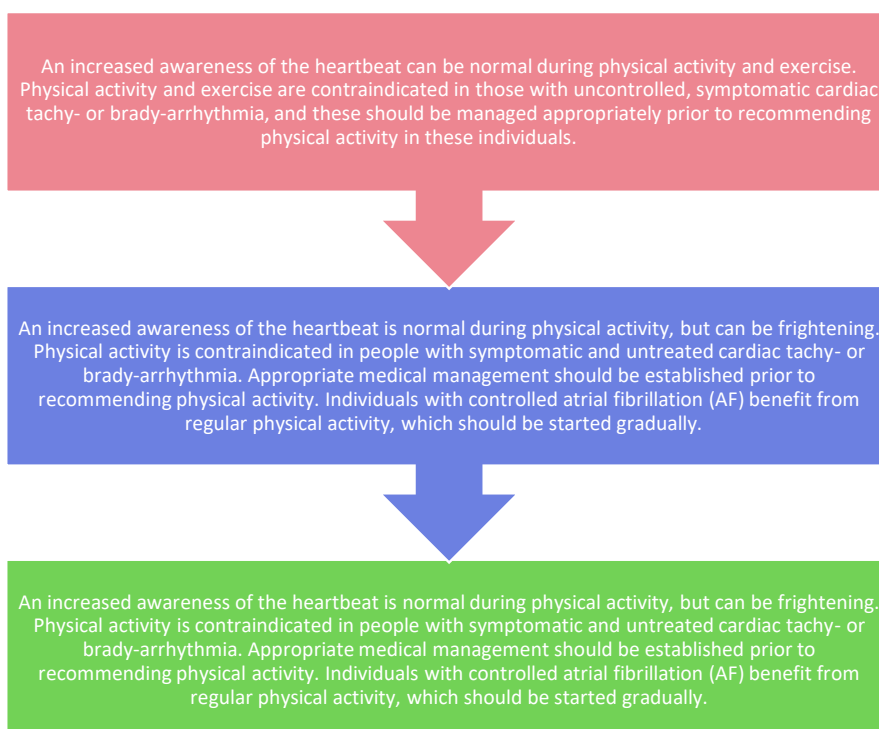 An increased awareness of the heartbeat can be normal during physical activity and exercise.
Physical activity and exercise are contraindicated in those with uncontrolled, symptomatic cardiac
tachy- or brady-arrhythmia, and these should be managed appropriately prior to recommending
physical activity in these individuals.
An increased awareness of the heartbeat is normal during physical activity, but can be frightening.
Physical activity is contraindicated in people with symptomatic and untreated cardiac tachy- or
brady-arrhythmia. Appropriate medical management should be established prior to
recommending physical activity. Individuals with controlled atrial fibrillation (AF) benefit from
regular physical activity, which should be started gradually.
An increased awareness of the heartbeat is normal during physical activity, but can be frightening.
Physical activity is contraindicated in people with symptomatic and untreated cardiac tachy- or
brady-arrhythmia. Appropriate medical management should be established prior to
recommending physical activity. Individuals with controlled atrial fibrillation (AF) benefit from
regular physical activity, which should be started gradually.